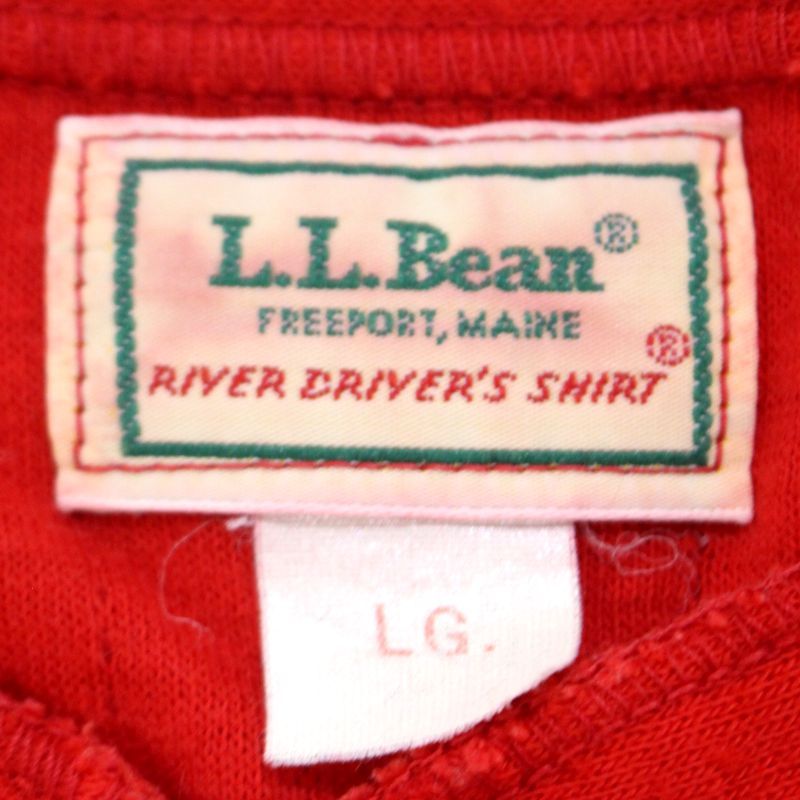 L.L.Bean®
FREEPORT, MAINE
RIVER DRIVER'S SHIRT®
LG.